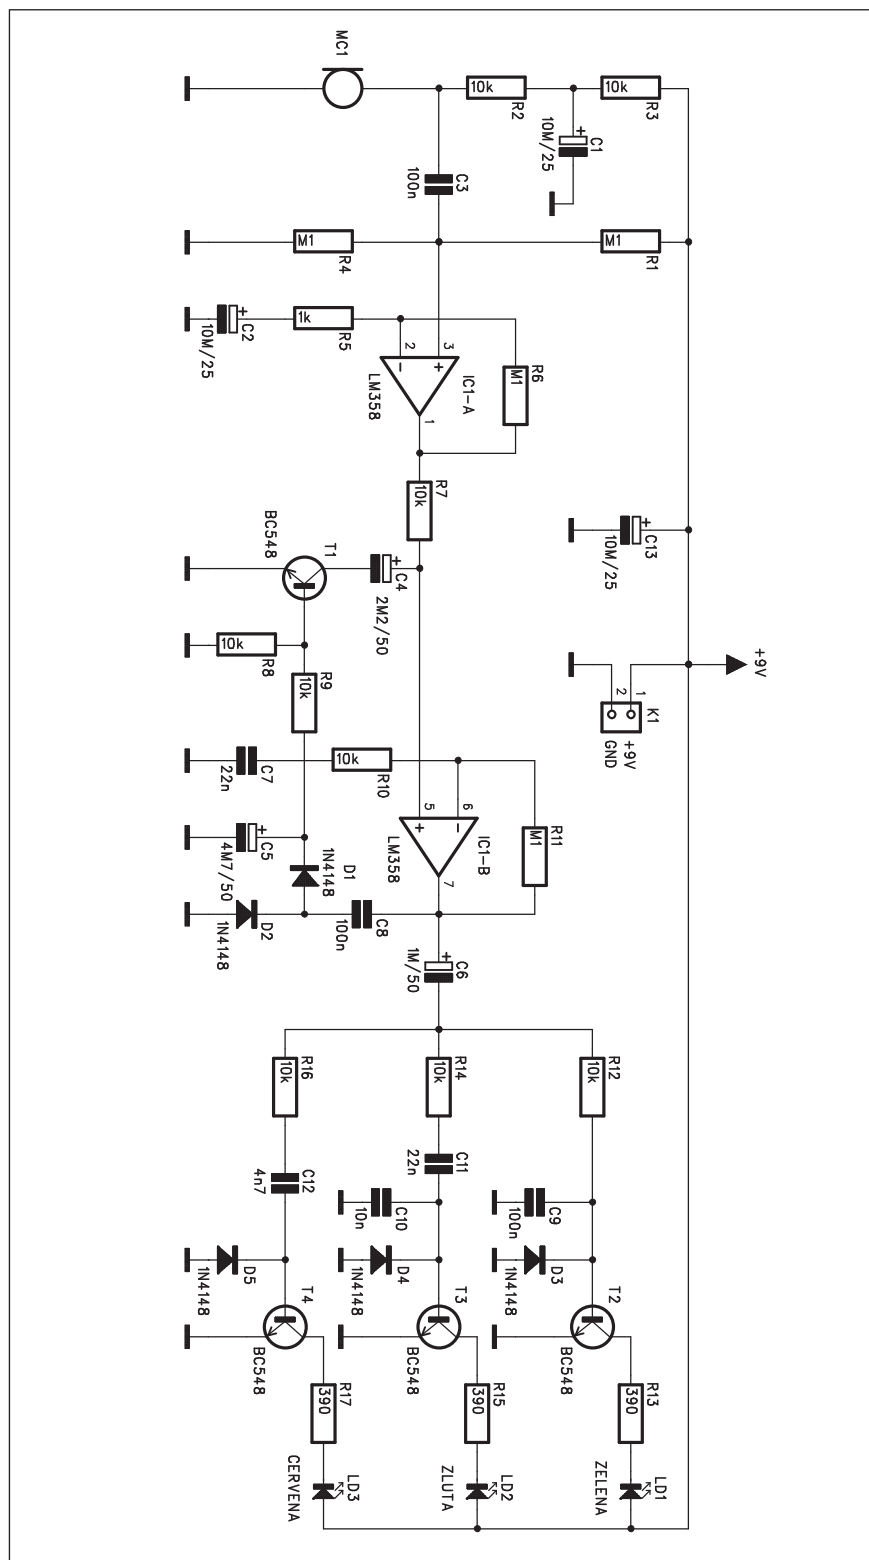 MC1
10k
R2
10k
R3
C1
10M/25
C3
100n
M1
R4
M1
R1
C2
10M/25
1k
R5
2
3
IC1-A
LM358
1
R6
M1
R7
10k
C13
10M/25
+9V
K1
1
2
+9V
GND
T1
BC548
C4
2M2/50
R8
10k
R9
10k
R10
10k
C7
22n
C5
4M7/50
D1
1N4148
D2
1N4148
C8
100n
5
6
IC1-B
LM358
7
R11
M1
C6
1M/50
R16
10k
R14
10k
R12
10k
C12
4n7
C11
22n
C10
10n
C9
100n
D5
1N4148
D4
1N4148
D3
1N4148
T4
BC548
T3
BC548
T2
BC548
R17
390
R15
390
R13
390
LD3
CERVENA
LD2
ZLUTA
LD1
ZELENA